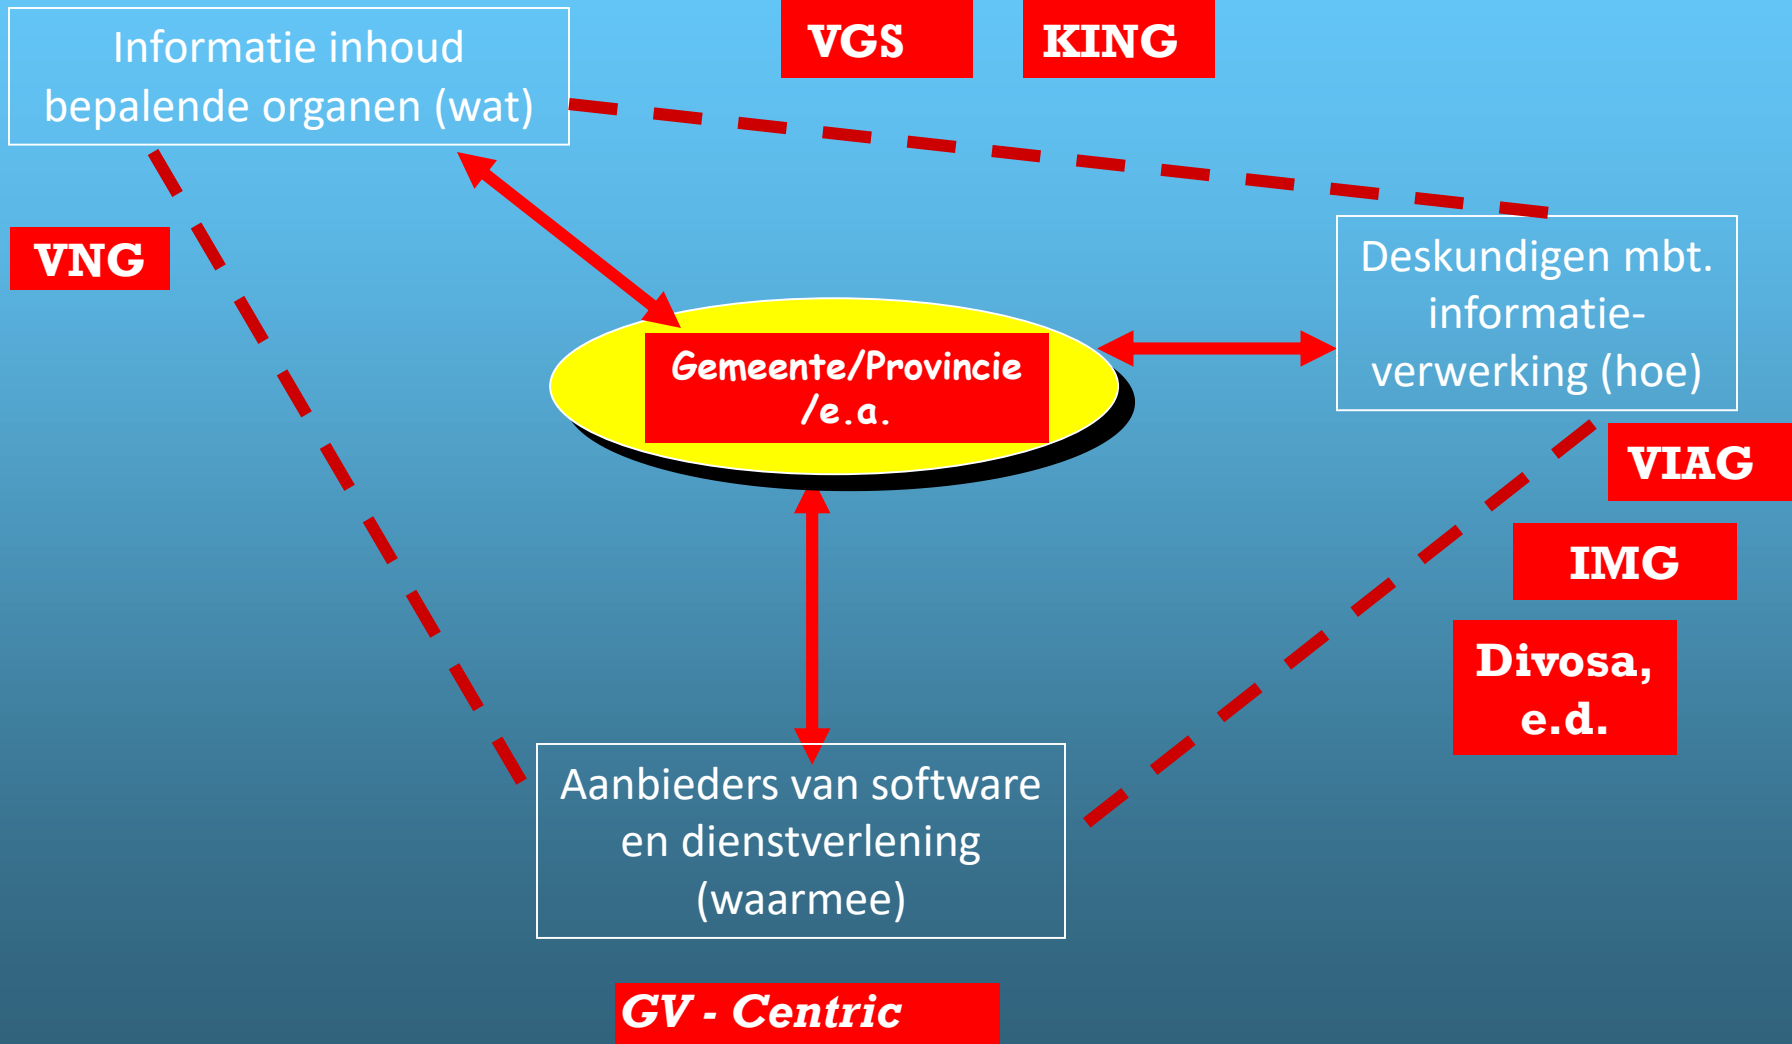 Informatie inhoud
bepalende organen (wat)
VGS
KING
VNG
Deskundigen mbt.
informatie-
verwerking (hoe)
Gemeente/Provincie
/e.a.
VIAG
IMG
Divosa,
e.d.
Aanbieders van software
en dienstverlening
(waarmee)
GV - Centric